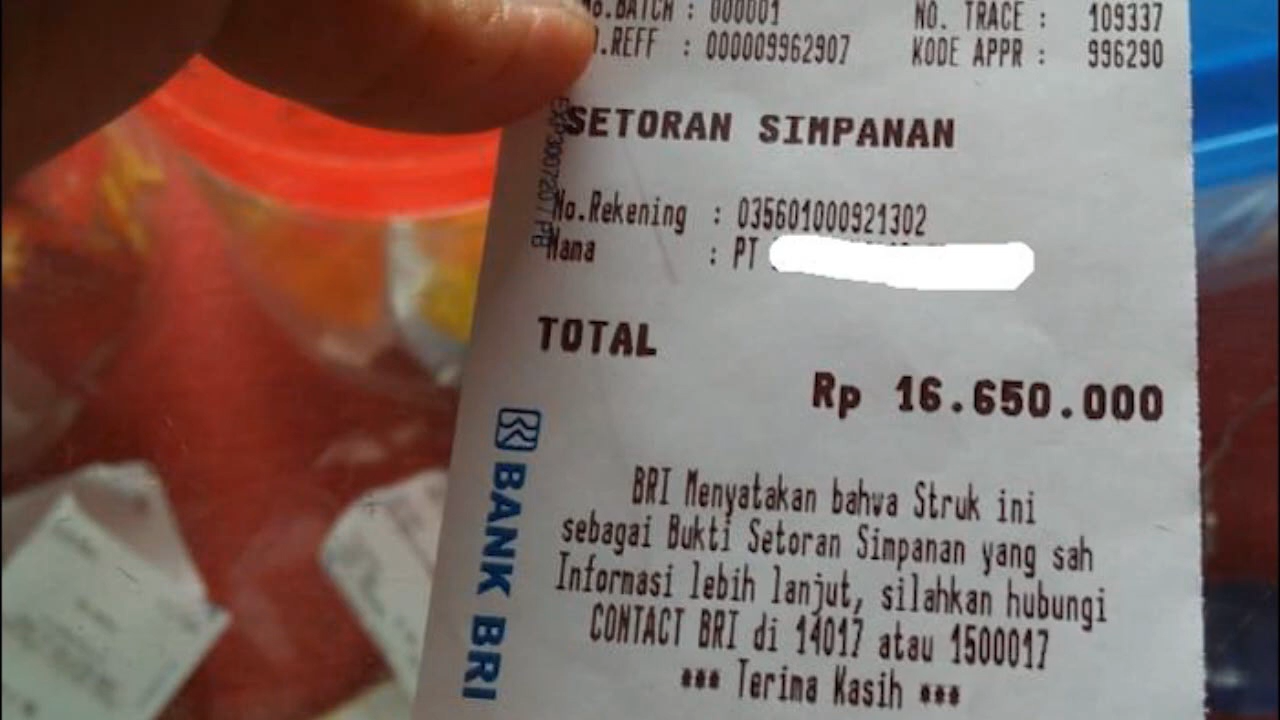 No.BATCH : 000001 NO. TRACE : 109337
.REFF : 000009962907 KODE APPR : 996290
SETORAN SIMPANAN
No.Rekening : 035601000921302
Nama : PT
TOTAL
Rp 16.650.000
BRI Menyatakan bahwa Struk ini
sebagai Bukti Setoran Simpanan yang sah
Informasi lebih lanjut, silahkan hubungi
CONTACT BRI di 14017 atau 1500017
*** Terima Kasih ***
BANK BRI